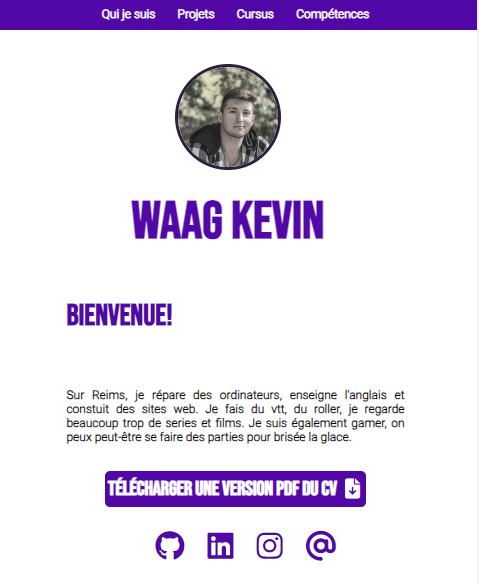 Qui je suis Projets Cursus Compétences
WAAG KEVIN
BIENVENUE!
Sur Reims, je répare des ordinateurs, enseigne l'anglais et
constuit des sites web. Je fais du vtt, du roller, je regarde
beaucoup trop de series et films. Je suis également gamer, on
peux peut-être se faire des parties pour brisée la glace.
TÉLÉCHARGER UNE VERSION PDF DU CV